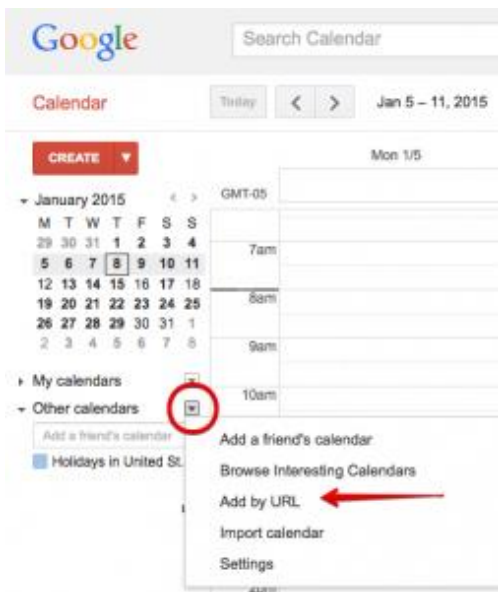 Google
Search Calendar
Calendar
Today
Jan 5 – 11, 2015
CREATE
Mon 1/5
January 2015
GMT-05
M T W T F S S
29 30 31 1 2 3 4
5 6 7 8 9 10 11
12 13 14 15 16 17 18
19 20 21 22 23 24 25
26 27 28 29 30 31 1
2 3 4 5 6 7 8
7am
8am
9am
10am
My calendars
Other calendars
Add a friend's calendar
Holidays in United St
Add a friend's calendar
Browse Interesting Calendars
Add by URL
Import calendar
Settings